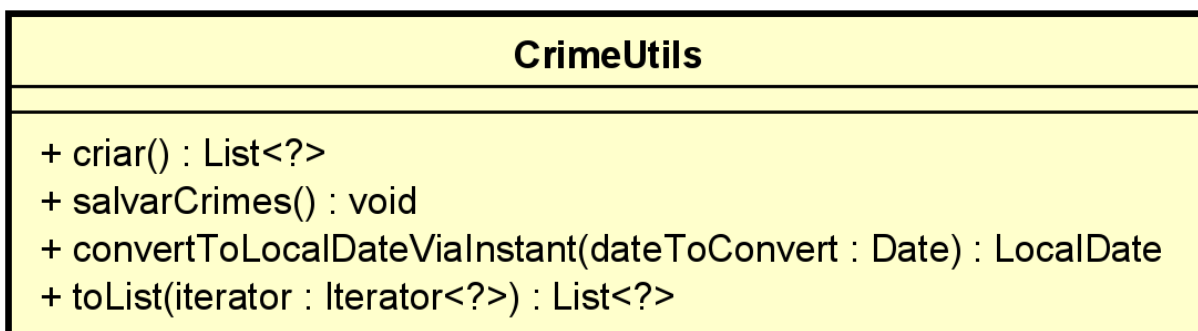 CrimeUtils
+ criar() : List<?>
+ salvarCrimes() : void
+ convertToLocalDateViaInstant(dateToConvert : Date) : LocalDate
+ toList(iterator : Iterator<?>) : List<?>